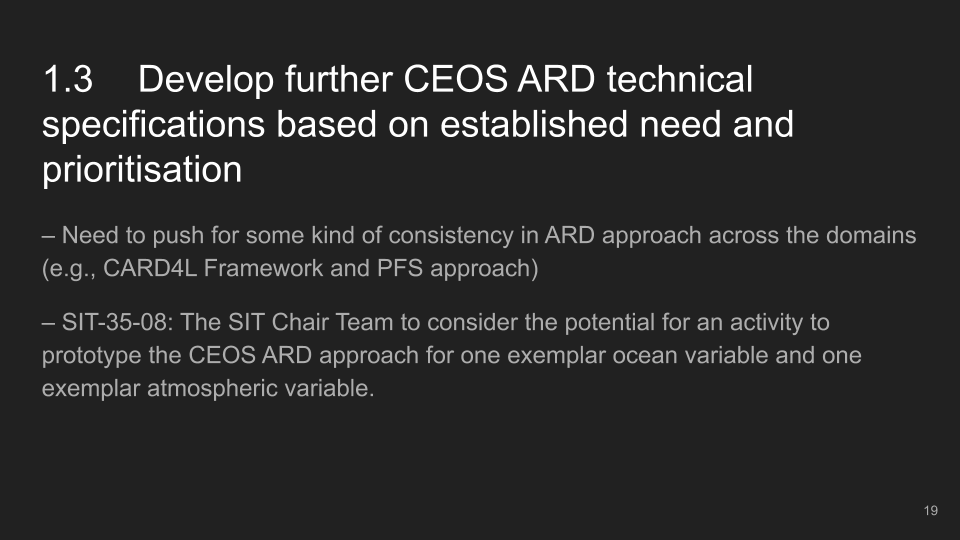 1.3 Develop further CEOS ARD technical
specifications based on established need and
prioritisation
– Need to push for some kind of consistency in ARD approach across the domains
(e.g., CARD4L Framework and PFS approach)
– SIT-35-08: The SIT Chair Team to consider the potential for an activity to
prototype the CEOS ARD approach for one exemplar ocean variable and one
exemplar atmospheric variable.
19